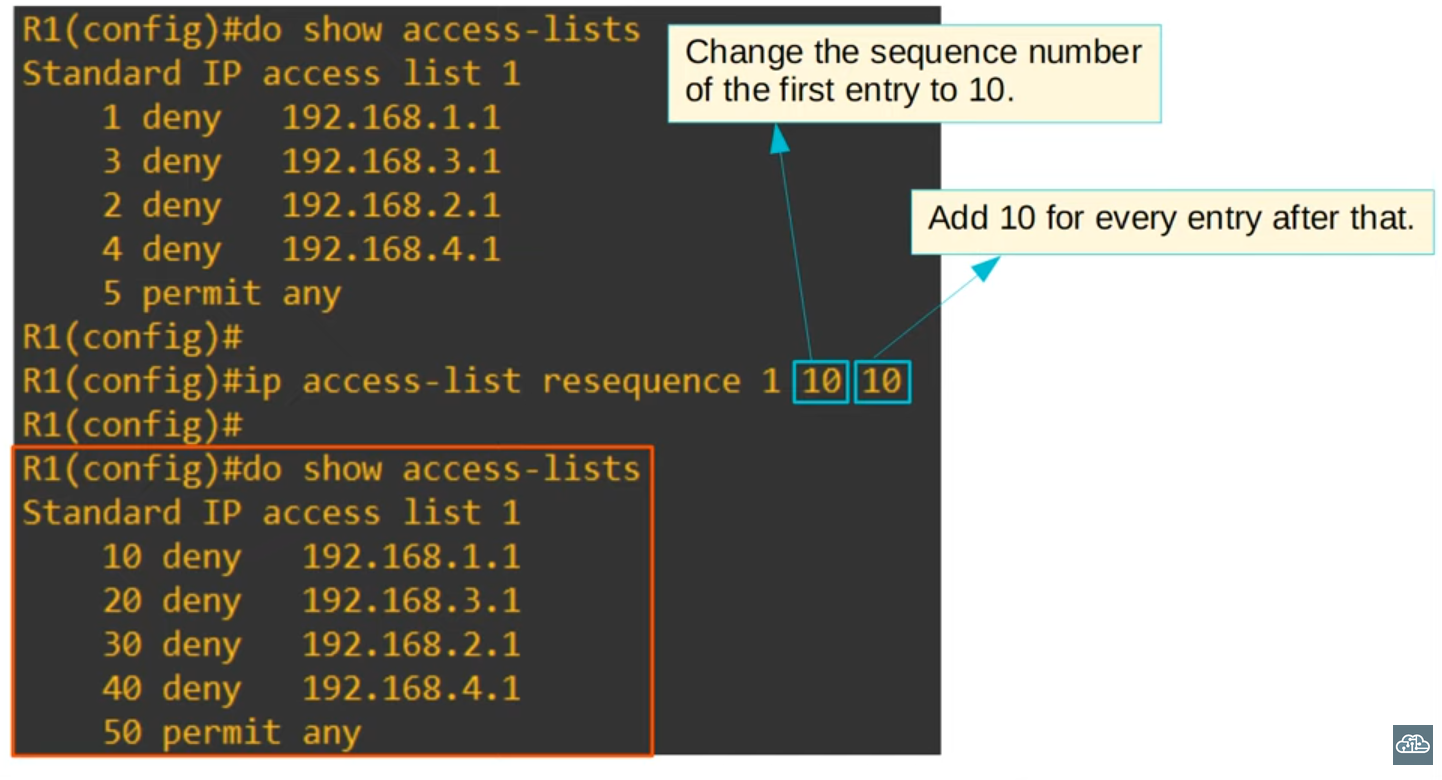 R1(config)#do show access-lists
Standard IP access list 1
1 deny 192.168.1.1
3 deny 192.168.3.1
2 deny 192.168.2.1
4 deny 192.168.4.1
5 permit any
R1(config)#
R1(config)#ip access-list resequence 1 10 10
R1(config)#
R1(config)#do show access-lists
Standard IP access list 1
10 deny 192.168.1.1
20 deny 192.168.3.1
30 deny 192.168.2.1
40 deny 192.168.4.1
50 permit any
Change the sequence number
of the first entry to 10.
Add 10 for every entry after that.